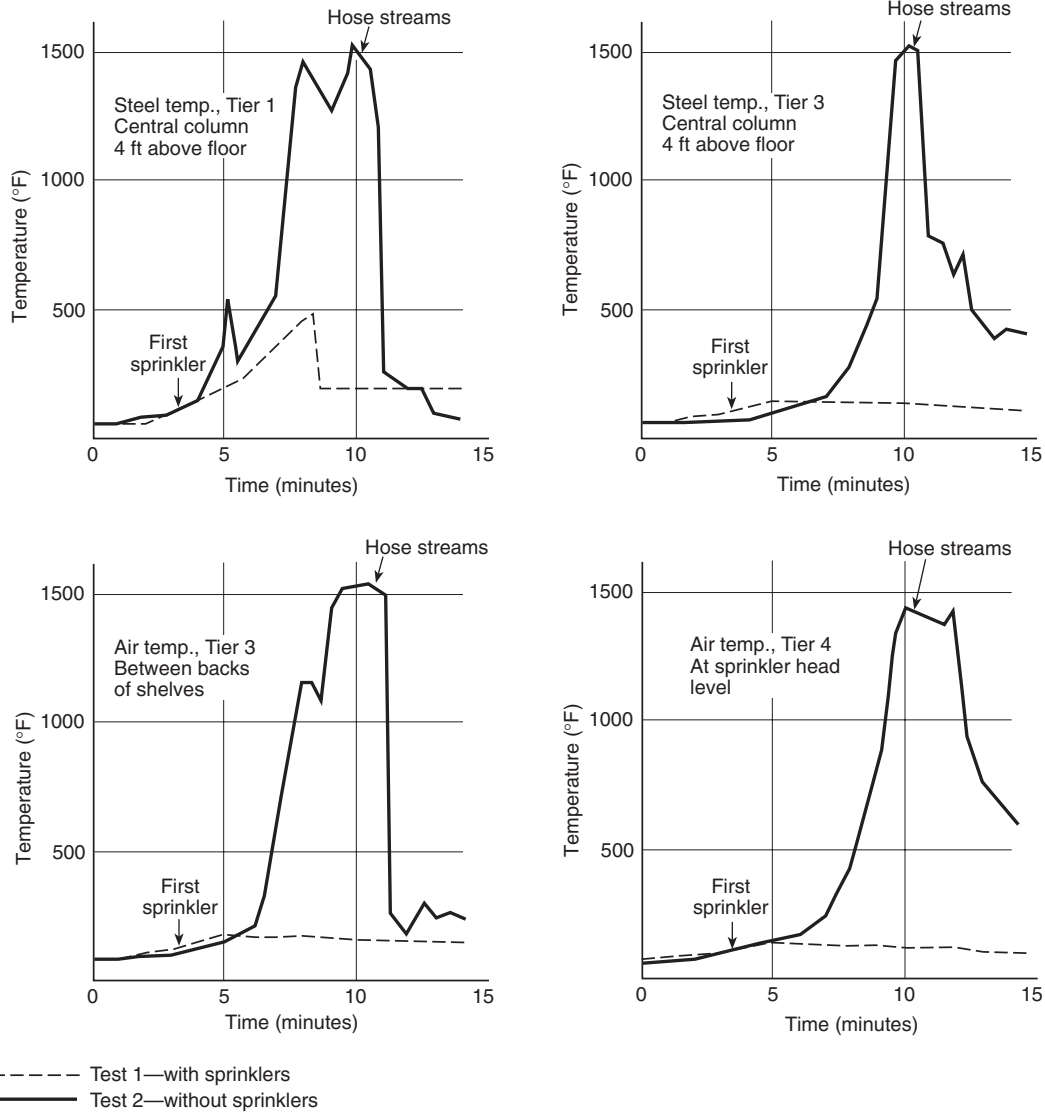 Hose streams
1500
Steel temp., Tier 1
Central column
4 ft above floor
1000
Temperature (°F)
500
First
sprinkler
0
5
10
15
Time (minutes)
Hose streams
1500
Steel temp., Tier 3
Central column
4 ft above floor
1000
Temperature (°F)
500
First
sprinkler
0
5
10
15
Time (minutes)
Hose streams
1500
Air temp., Tier 3
Between backs
of shelves
1000
Temperature (°F)
500
First
sprinkler
0
5
10
15
Time (minutes)
Hose streams
1500
Air temp., Tier 4
At sprinkler head
level
1000
Temperature (°F)
500
First
sprinkler
0
5
10
15
Time (minutes)
Test 1—with sprinklers
Test 2—without sprinklers